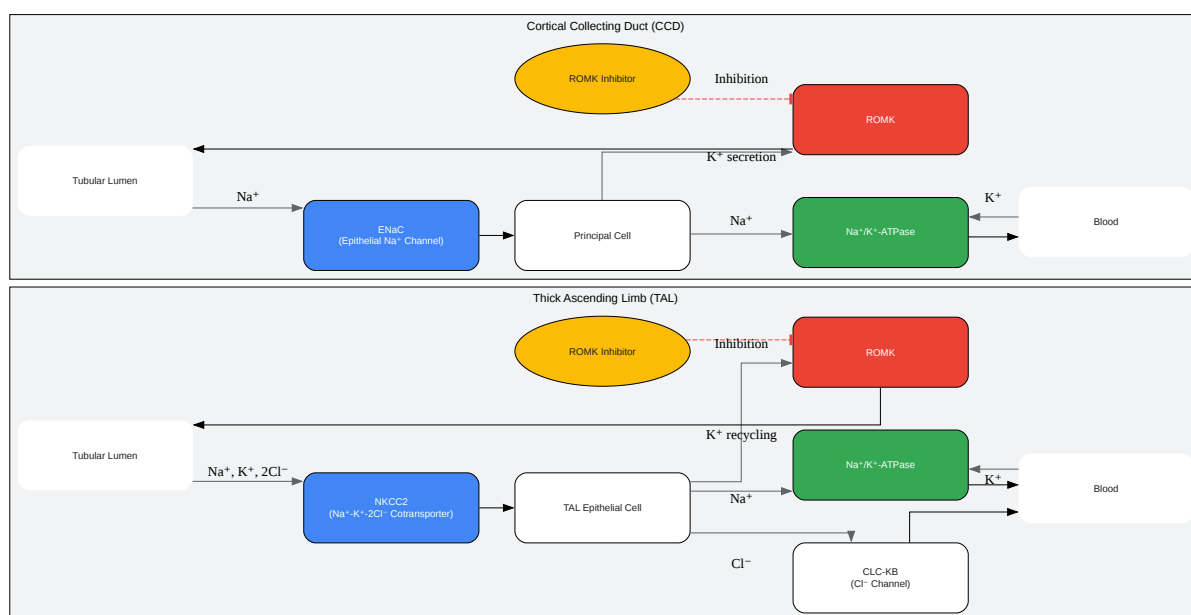 Cortical Collecting Duct (CCD)
ROMK Inhibitor
Inhibition
ROMK
K⁺ secretion
Tubular Lumen
Na⁺
ENaC
(Epithelial Na⁺ Channel)
Principal Cell
Na⁺
Na⁺/K⁺-ATPase
K⁺
Blood
Thick Ascending Limb (TAL)
ROMK Inhibitor
Inhibition
ROMK
K⁺ recycling
Tubular Lumen
Na⁺, K⁺, 2Cl⁻
NKCC2
(Na⁺-K⁺-2Cl⁻ Cotransporter)
TAL Epithelial Cell
Na⁺
Na⁺/K⁺-ATPase
K⁺
Blood
Cl⁻
CLC-KB
(Cl⁻ Channel)